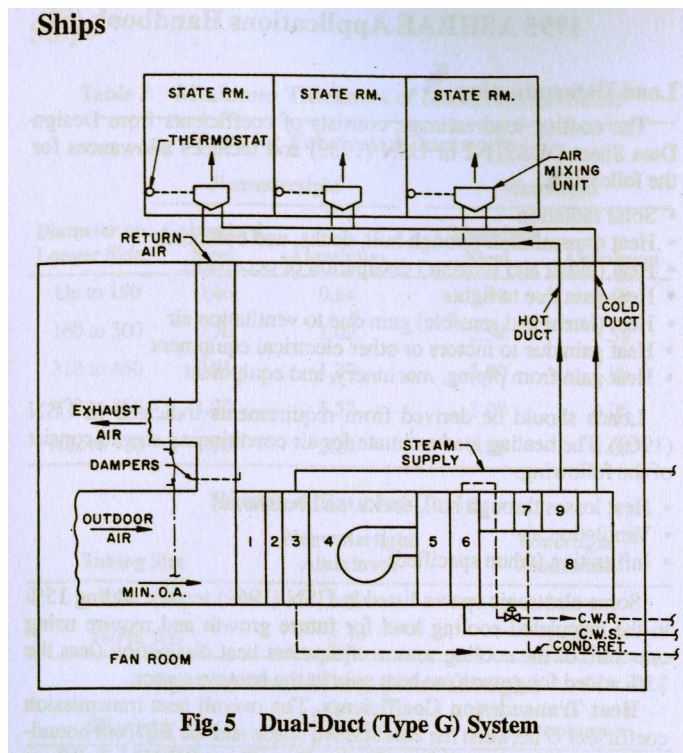 Ships
STATE RM.
STATE RM.
STATE RM.
THERMOSTAT
AIR
MIXING
UNIT
RETURN
AIR
HOT
DUCT
COLD
DUCT
EXHAUST
AIR
STEAM
SUPPLY
DAMPERS
OUTDOOR
AIR
1 2 3 4 5 6 7 8
MIN. O.A.
C.W.R.
C.W.S.
COND. RET.
FAN ROOM
Fig. 5 Dual-Duct (Type G) System